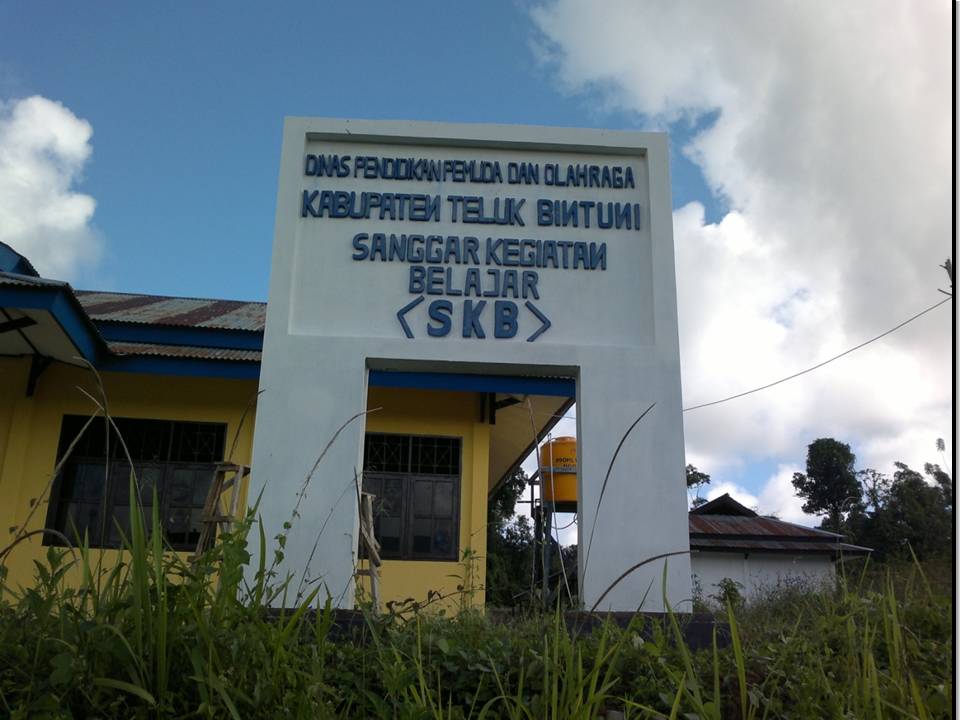 DINAS PENDIDIKAN PEMUDA DAN OLAHRAGA
KABUPATEN TELUK BINTUNI
SANGGAR KEGIATAN
BELAJAR
<SKB>